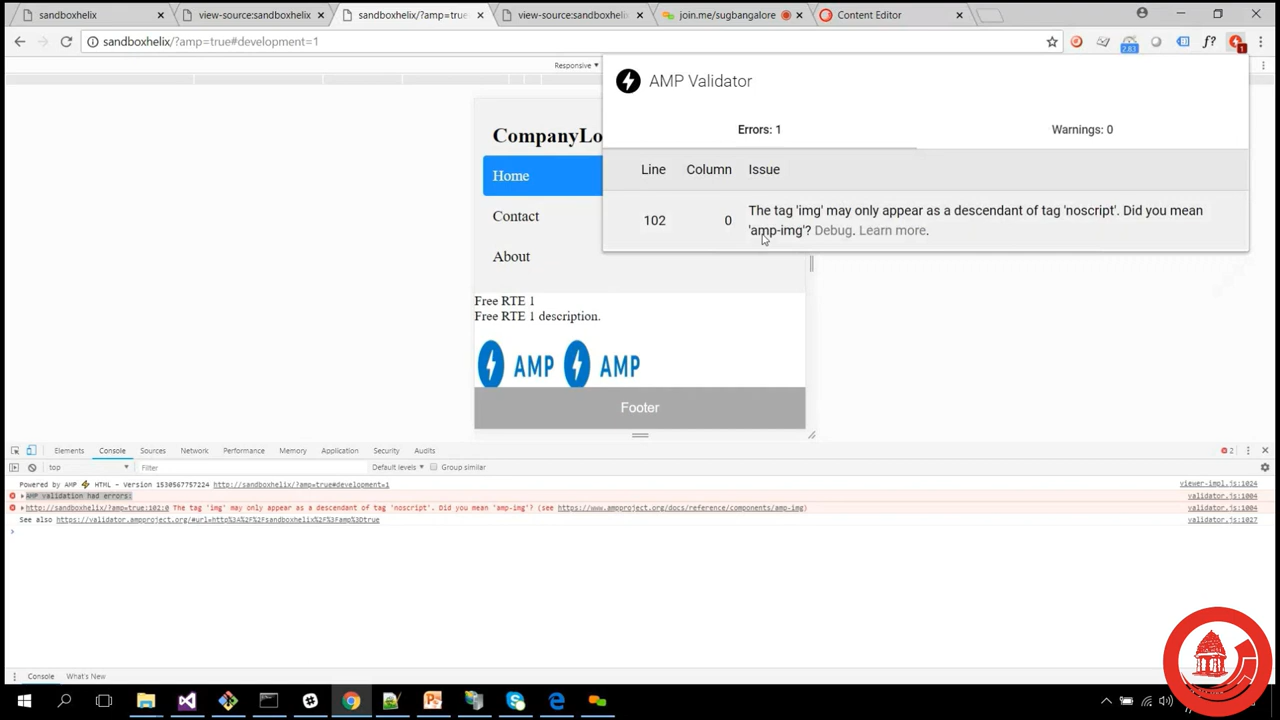 sandboxhelix
view-source:sandboxhelix
sandboxhelix/?amp=true
view-source:sandboxhelix
join.me/sugbangalore
Content Editor
sandboxhelix/?amp=true#development=1
2.83
f?
1
Responsive
AMP Validator
Errors: 1
Warnings: 0
Line
Column
Issue
102
0
The tag 'img' may only appear as a descendant of tag 'noscript'. Did you mean
'amp-img'? Debug. Learn more.
CompanyLo
Home
Contact
About
Free RTE 1
Free RTE 1 description.
AMP
AMP
Footer
Elements
Console
Sources
Network
Performance
Memory
Application
Security
Audits
2
top
Filter
Default levels
Group similar
Powered by AMP ⚡ HTML – Version 1530567757224 http://sandboxhelix/?amp=true#development=1
viewer-impl.js:1024
AMP validation had errors:
validator.js:1004
http://sandboxhelix/?amp=true:102:0 The tag 'img' may only appear as a descendant of tag 'noscript'. Did you mean 'amp-img'? (see https://www.ampproject.org/docs/reference/components/amp-img)
validator.js:1004
See also https://validator.ampproject.org/#url=http%3A%2F%2Fsandboxhelix%2F%3Famp%3Dtrue
validator.js:1027
Console
What's New